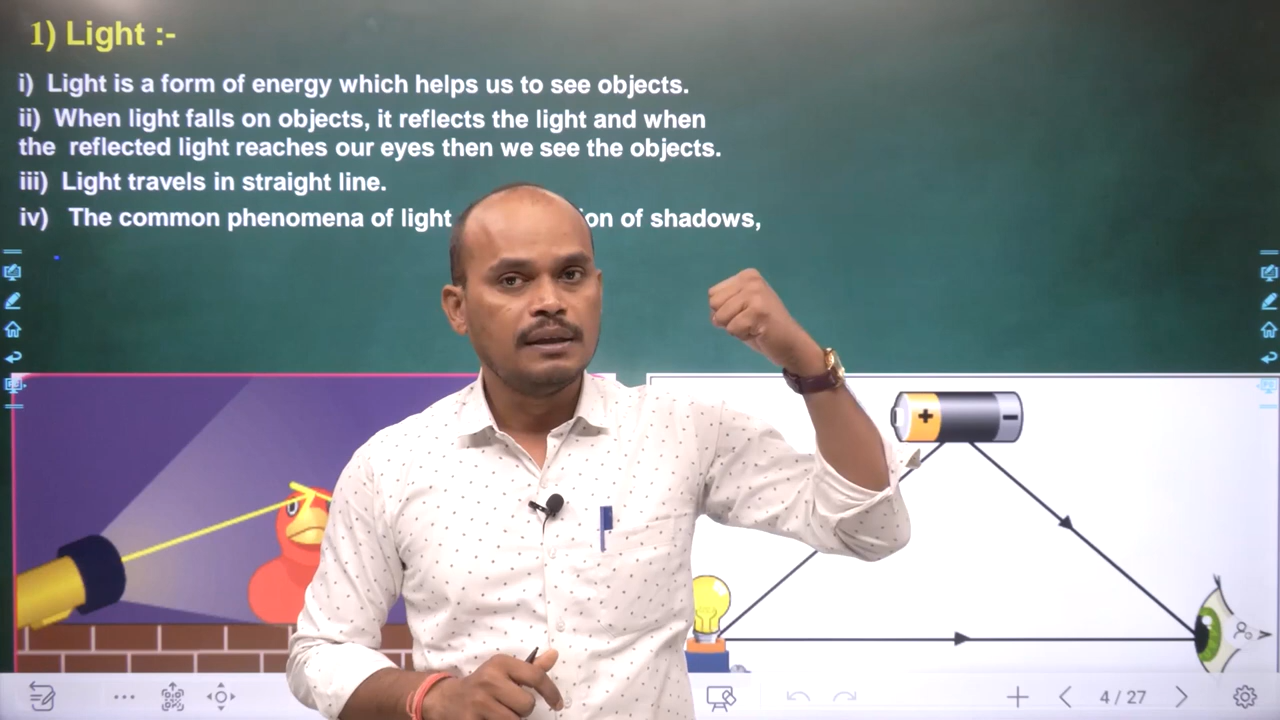 1) Light :-
i) Light is a form of energy which helps us to see objects.
ii) When light falls on objects, it reflects the light and when
the reflected light reaches our eyes then we see the objects.
iii) Light travels in straight line.
iv) The common phenomena of light ion of shadows,
+ -
4 / 27